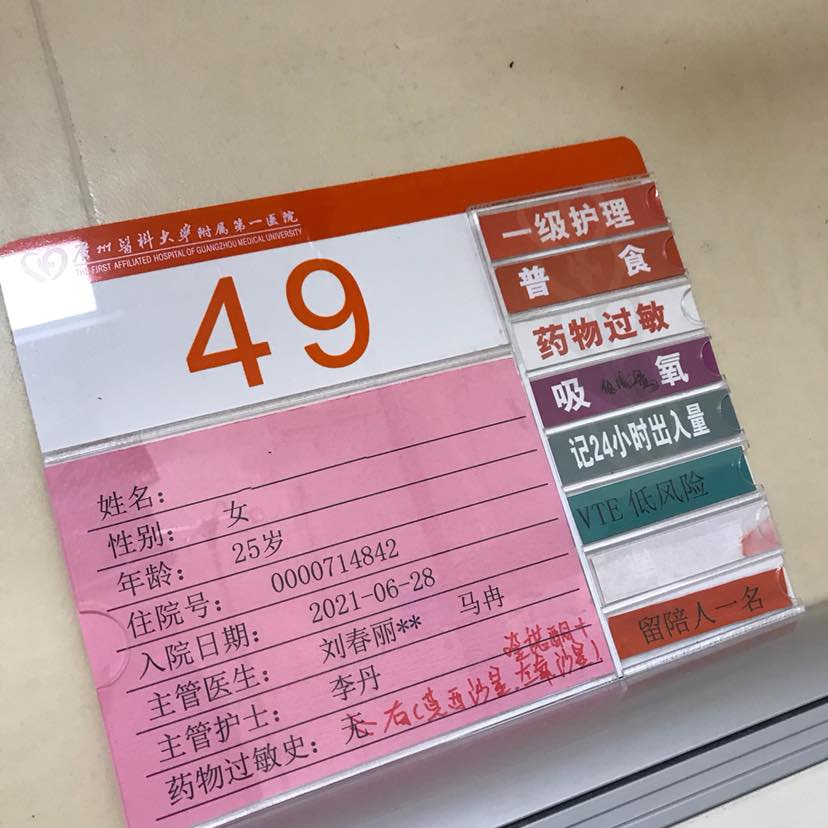 广州医科大学附属第一医院
THE FIRST AFFILIATED HOSPITAL OF GUANGZHOU MEDICAL UNIVERSITY
49
姓名:
性别: 女
年龄: 25岁
住院号: 0000714842
入院日期: 2021-06-28
主管医生: 刘春丽** 马冉
主管护士: 李丹
药物过敏史: 无 有(莫西沙星、左氧沙星)
一级护理
普食
药物过敏
吸氧
记24小时出入量
VTE 低风险
留陪人一名